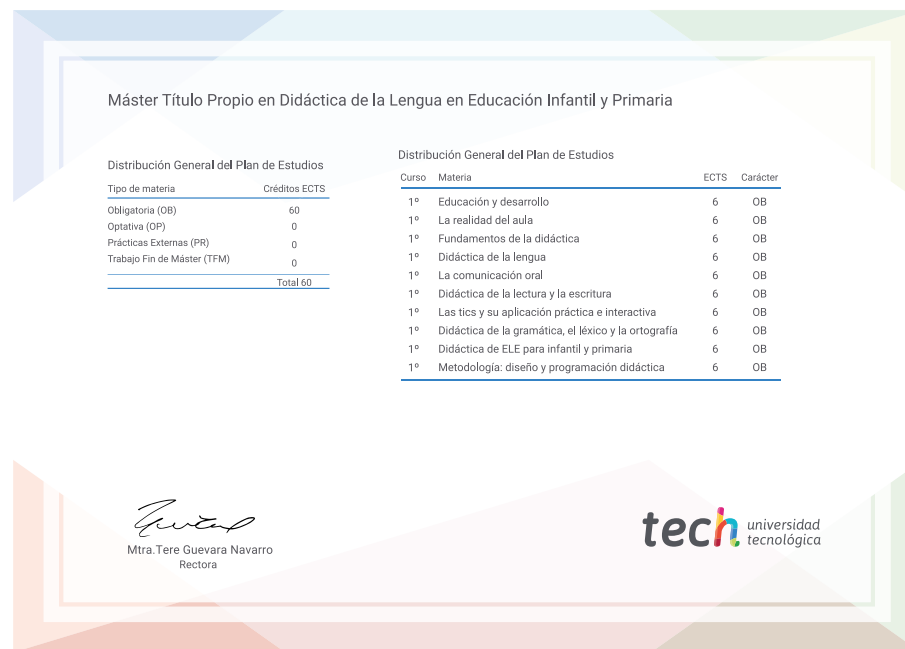 Máster Título Propio en Didáctica de la Lengua en Educación Infantil y Primaria
Distribución General del Plan de Estudios
Tipo de materia Créditos ECTS
Obligatoria (OB) 60
Optativa (OP) 0
Prácticas Externas (PR) 0
Trabajo Fin de Máster (TFM) 0
Total 60
Distribución General del Plan de Estudios
Curso Materia ECTS Carácter
1º Educación y desarrollo 6 OB
1º La realidad del aula 6 OB
1º Fundamentos de la didáctica 6 OB
1º Didáctica de la lengua 6 OB
1º La comunicación oral 6 OB
1º Didáctica de la lectura y la escritura 6 OB
1º Las tics y su aplicación práctica e interactiva 6 OB
1º Didáctica de la gramática, el léxico y la ortografía 6 OB
1º Didáctica de ELE para infantil y primaria 6 OB
1º Metodología: diseño y programación didáctica 6 OB
Mtra.Tere Guevara Navarro
Rectora
tech universidad
tecnológica